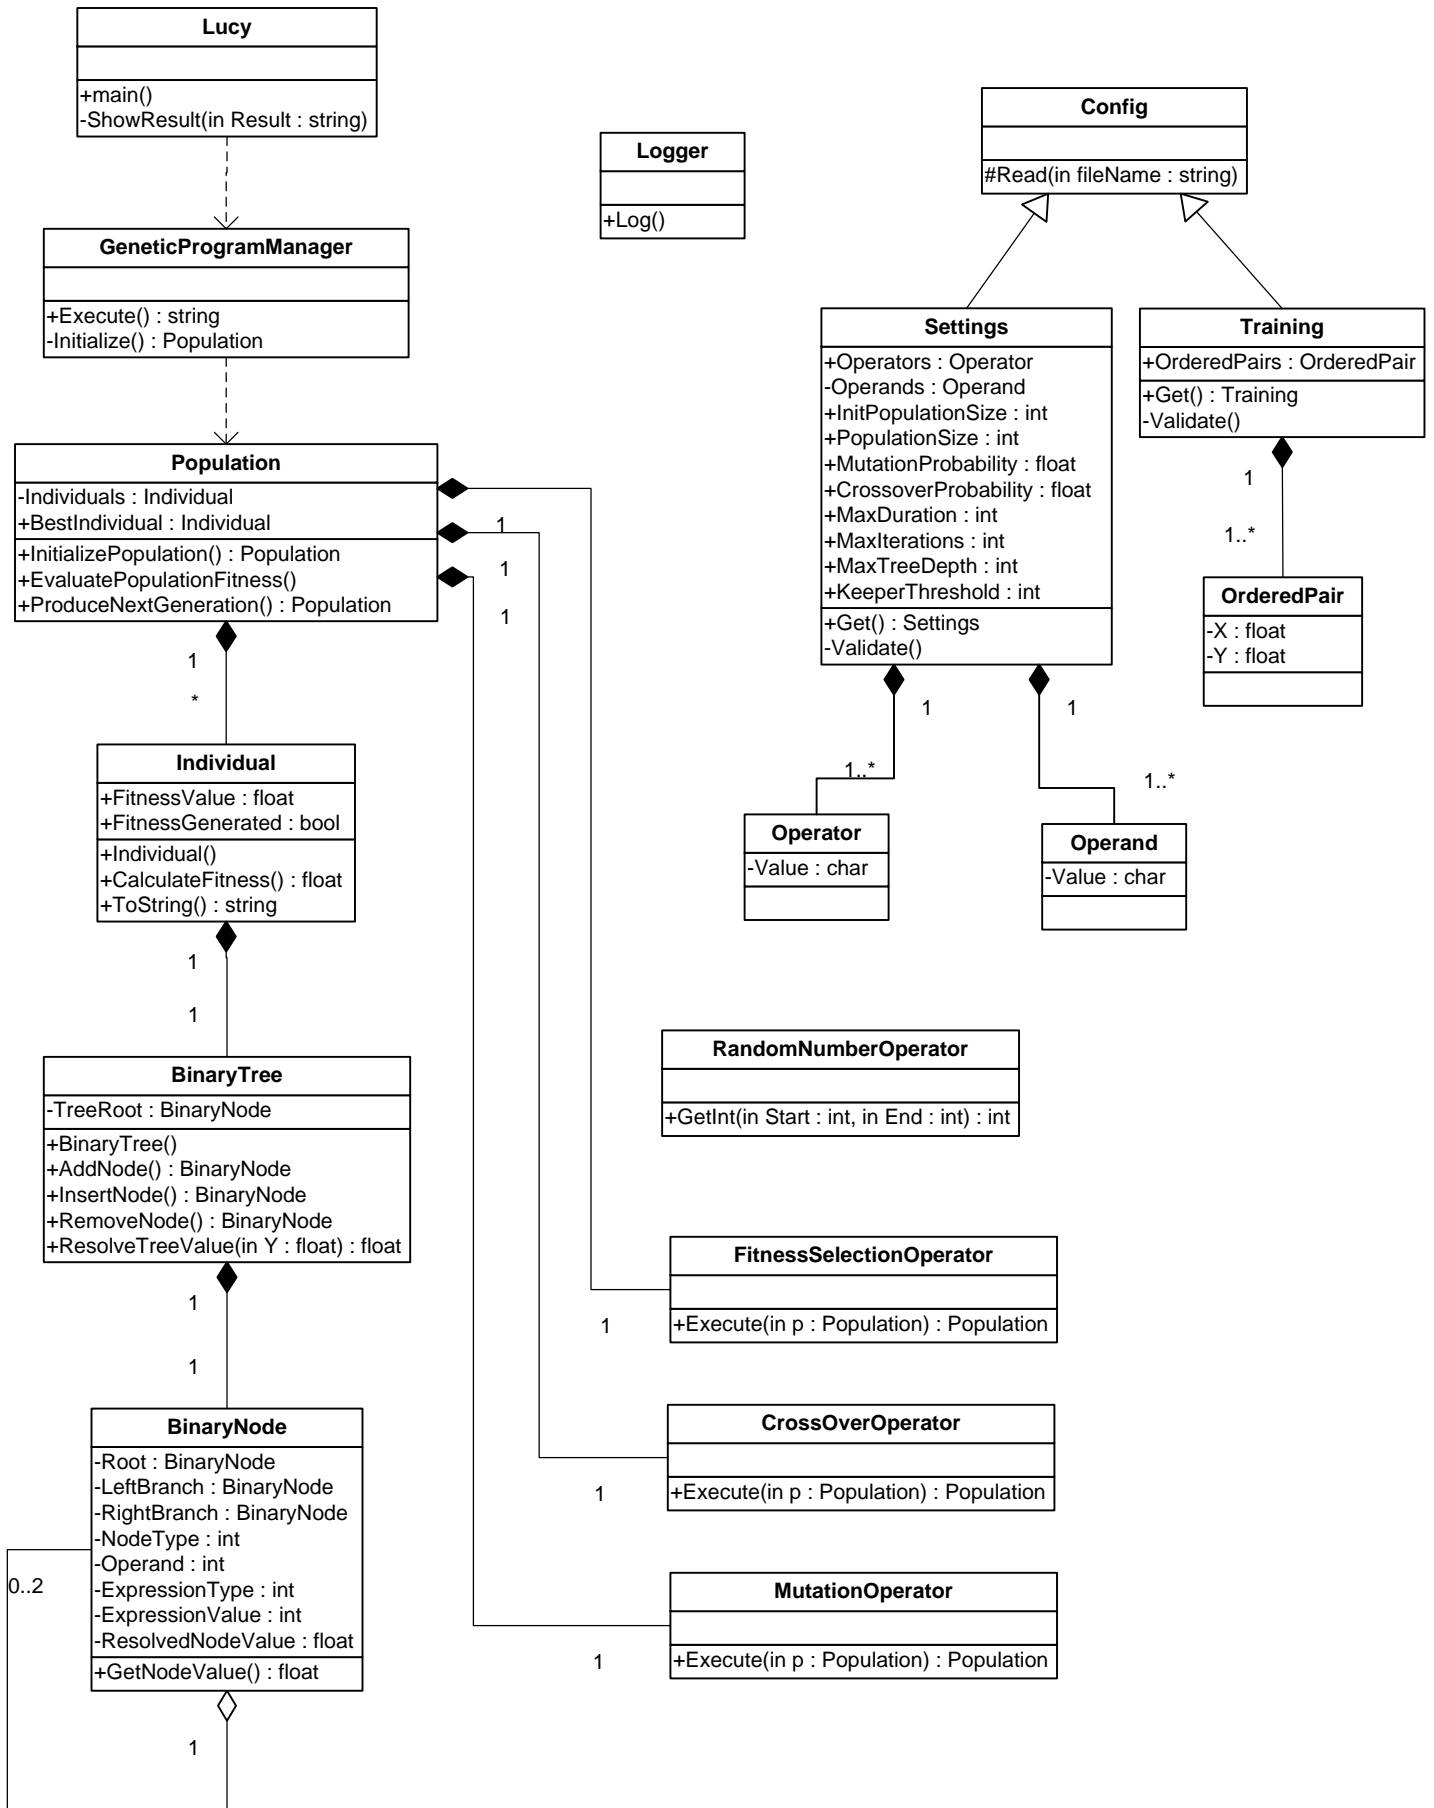 Lucy
+main()
-ShowResult(in Result : string)
GeneticProgramManager
+Execute() : string
-Initialize() : Population
Population
-Individuals : Individual
+BestIndividual : Individual
+InitializePopulation() : Population
+EvaluatePopulationFitness()
+ProduceNextGeneration() : Population
1
1
1
1
*
Individual
+FitnessValue : float
+FitnessGenerated : bool
+Individual()
+CalculateFitness() : float
+ToString() : string
1
1
BinaryTree
-TreeRoot : BinaryNode
+BinaryTree()
+AddNode() : BinaryNode
+InsertNode() : BinaryNode
+RemoveNode() : BinaryNode
+ResolveTreeValue(in Y : float) : float
1
1
BinaryNode
-Root : BinaryNode
-LeftBranch : BinaryNode
-RightBranch : BinaryNode
-NodeType : int
-Operand : int
-ExpressionType : int
-ExpressionValue : int
-ResolvedNodeValue : float
+GetNodeValue() : float
0..2
1
Logger
+Log()
Config
#Read(in fileName : string)
Settings
+Operators : Operator
-Operands : Operand
+InitPopulationSize : int
+PopulationSize : int
+MutationProbability : float
+CrossoverProbability : float
+MaxDuration : int
+MaxIterations : int
+MaxTreeDepth : int
+KeeperThreshold : int
+Get() : Settings
-Validate()
1
1
1..*
1..*
Training
+OrderedPairs : OrderedPair
+Get() : Training
-Validate()
1
1..*
OrderedPair
-X : float
-Y : float
Operator
-Value : char
Operand
-Value : char
RandomNumberOperator
+GetInt(in Start : int, in End : int) : int
FitnessSelectionOperator
+Execute(in p : Population) : Population
1
CrossOverOperator
+Execute(in p : Population) : Population
1
MutationOperator
+Execute(in p : Population) : Population
1